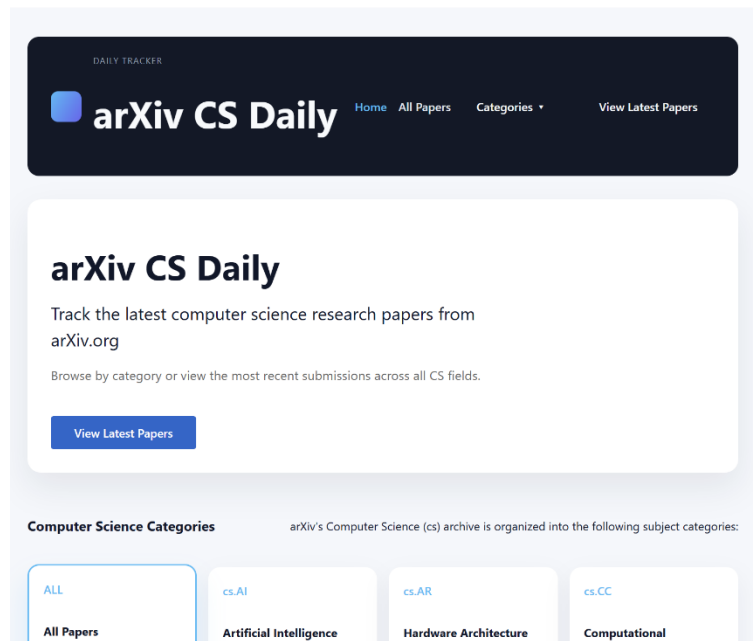 DAILY TRACKER
arXiv CS Daily
Home
All Papers
Categories ▾
View Latest Papers
arXiv CS Daily
Track the latest computer science research papers from
arXiv.org
Browse by category or view the most recent submissions across all CS fields.
View Latest Papers
Computer Science Categories
arXiv's Computer Science (cs) archive is organized into the following subject categories:
ALL
All Papers
cs.AI
Artificial Intelligence
cs.AR
Hardware Architecture
cs.CC
Computational